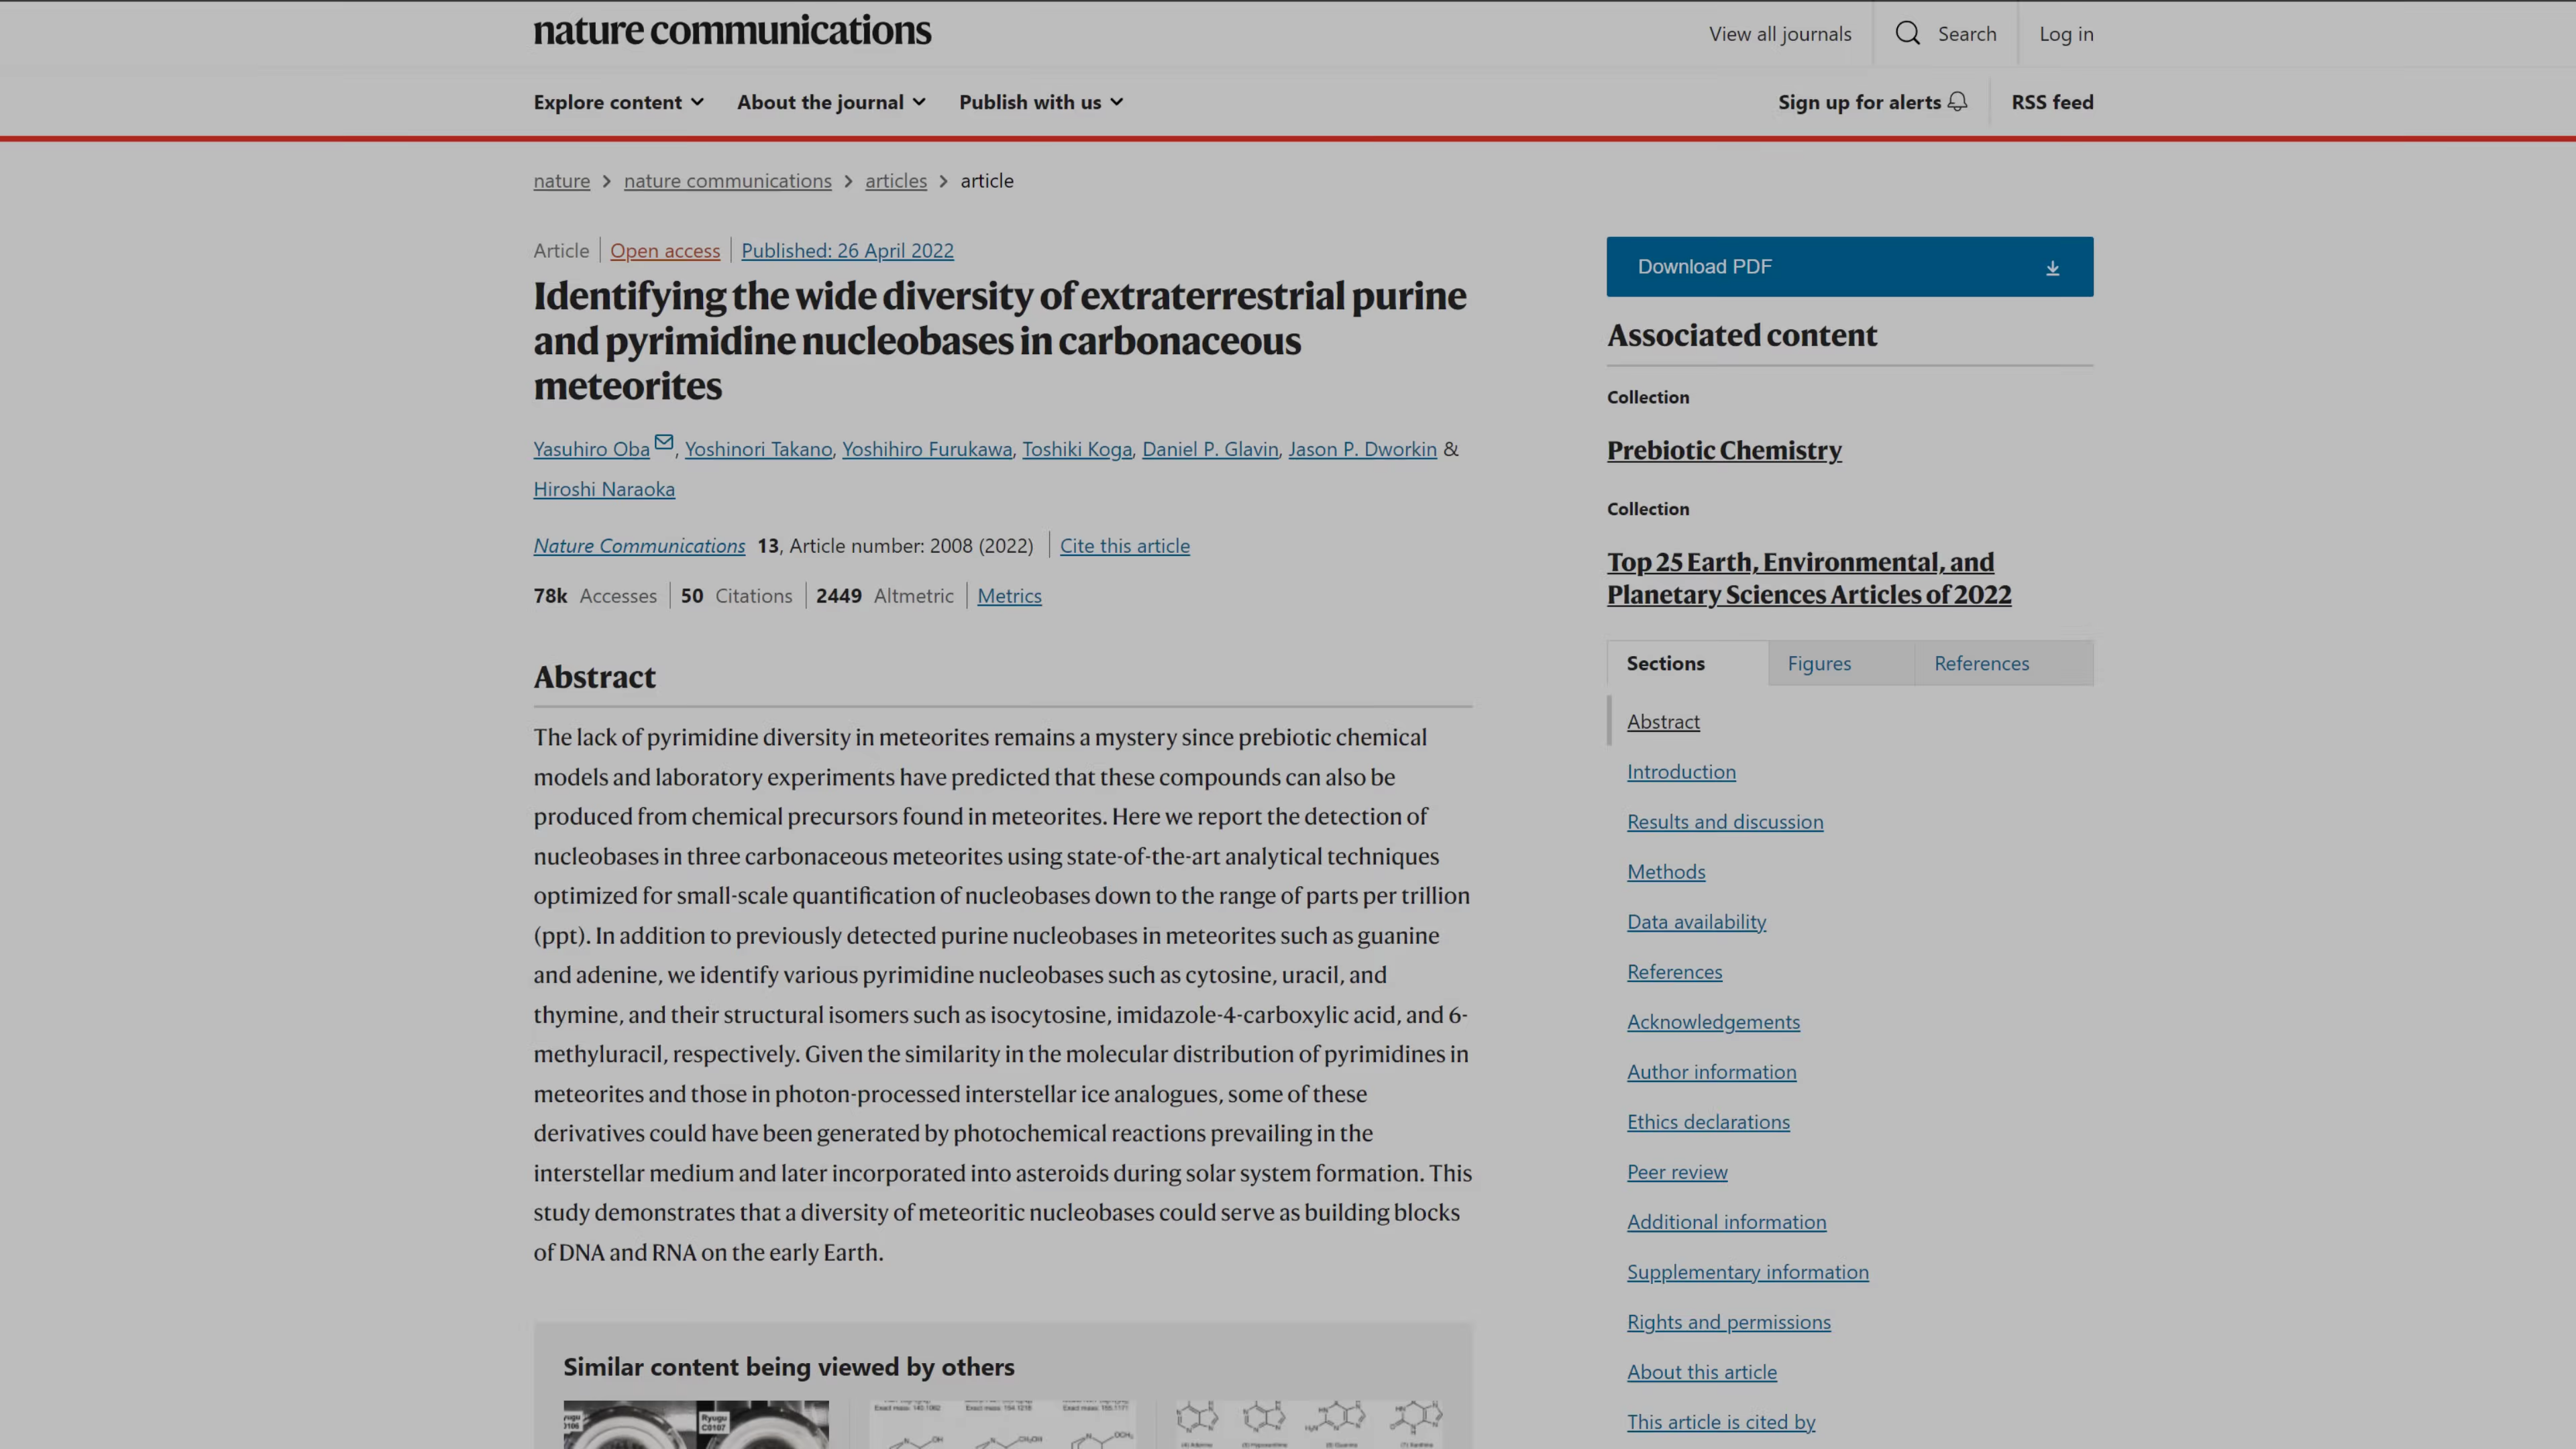 nature communications
View all journals
Search
Log in
Explore content
About the journal
Publish with us
Sign up for alerts
RSS feed
nature > nature communications > articles > article
Article
Open access
Published: 26 April 2022
Identifying the wide diversity of extraterrestrial purine
and pyrimidine nucleobases in carbonaceous
meteorites
Yasuhiro Oba, Yoshinori Takano, Yoshihiro Furukawa, Toshiki Koga, Daniel P. Glavin, Jason P. Dworkin &
Hiroshi Naraoka
Nature Communications 13, Article number: 2008 (2022)
Cite this article
78k Accesses
50 Citations
2449 Altmetric
Metrics
Abstract
The lack of pyrimidine diversity in meteorites remains a mystery since prebiotic chemical
models and laboratory experiments have predicted that these compounds can also be
produced from chemical precursors found in meteorites. Here we report the detection of
nucleobases in three carbonaceous meteorites using state-of-the-art analytical techniques
optimized for small-scale quantification of nucleobases down to the range of parts per trillion
(ppt). In addition to previously detected purine nucleobases in meteorites such as guanine
and adenine, we identify various pyrimidine nucleobases such as cytosine, uracil, and
thymine, and their structural isomers such as isocytosine, imidazole-4-carboxylic acid, and 6-
methyluracil, respectively. Given the similarity in the molecular distribution of pyrimidines in
meteorites and those in photon-processed interstellar ice analogues, some of these
derivatives could have been generated by photochemical reactions prevailing in the
interstellar medium and later incorporated into asteroids during solar system formation. This
study demonstrates that a diversity of meteoritic nucleobases could serve as building blocks
of DNA and RNA on the early Earth.
Similar content being viewed by others
Ryugu
C0107
Download PDF
Associated content
Collection
Prebiotic Chemistry
Collection
Top 25 Earth, Environmental, and
Planetary Sciences Articles of 2022
Sections
Figures
References
Abstract
Introduction
Results and discussion
Methods
Data availability
References
Acknowledgements
Author information
Ethics declarations
Peer review
Additional information
Supplementary information
Rights and permissions
About this article
This article is cited by